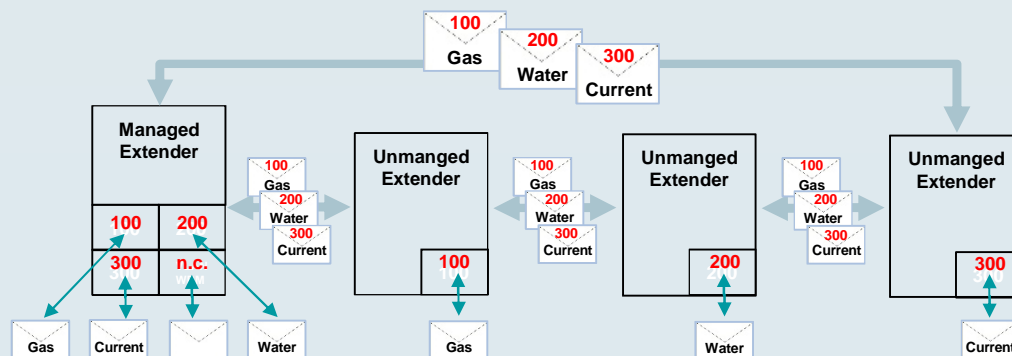 100
Gas
200
Water
300
Current
Managed
Extender
100
200
300
n.c.
100
Gas
200
Water
300
Current
Unmanged
Extender
100
100
Gas
200
Water
300
Current
Unmanged
Extender
200
100
Gas
200
Water
300
Current
Unmanged
Extender
300
Gas
Current
Water
Gas
Water
Current